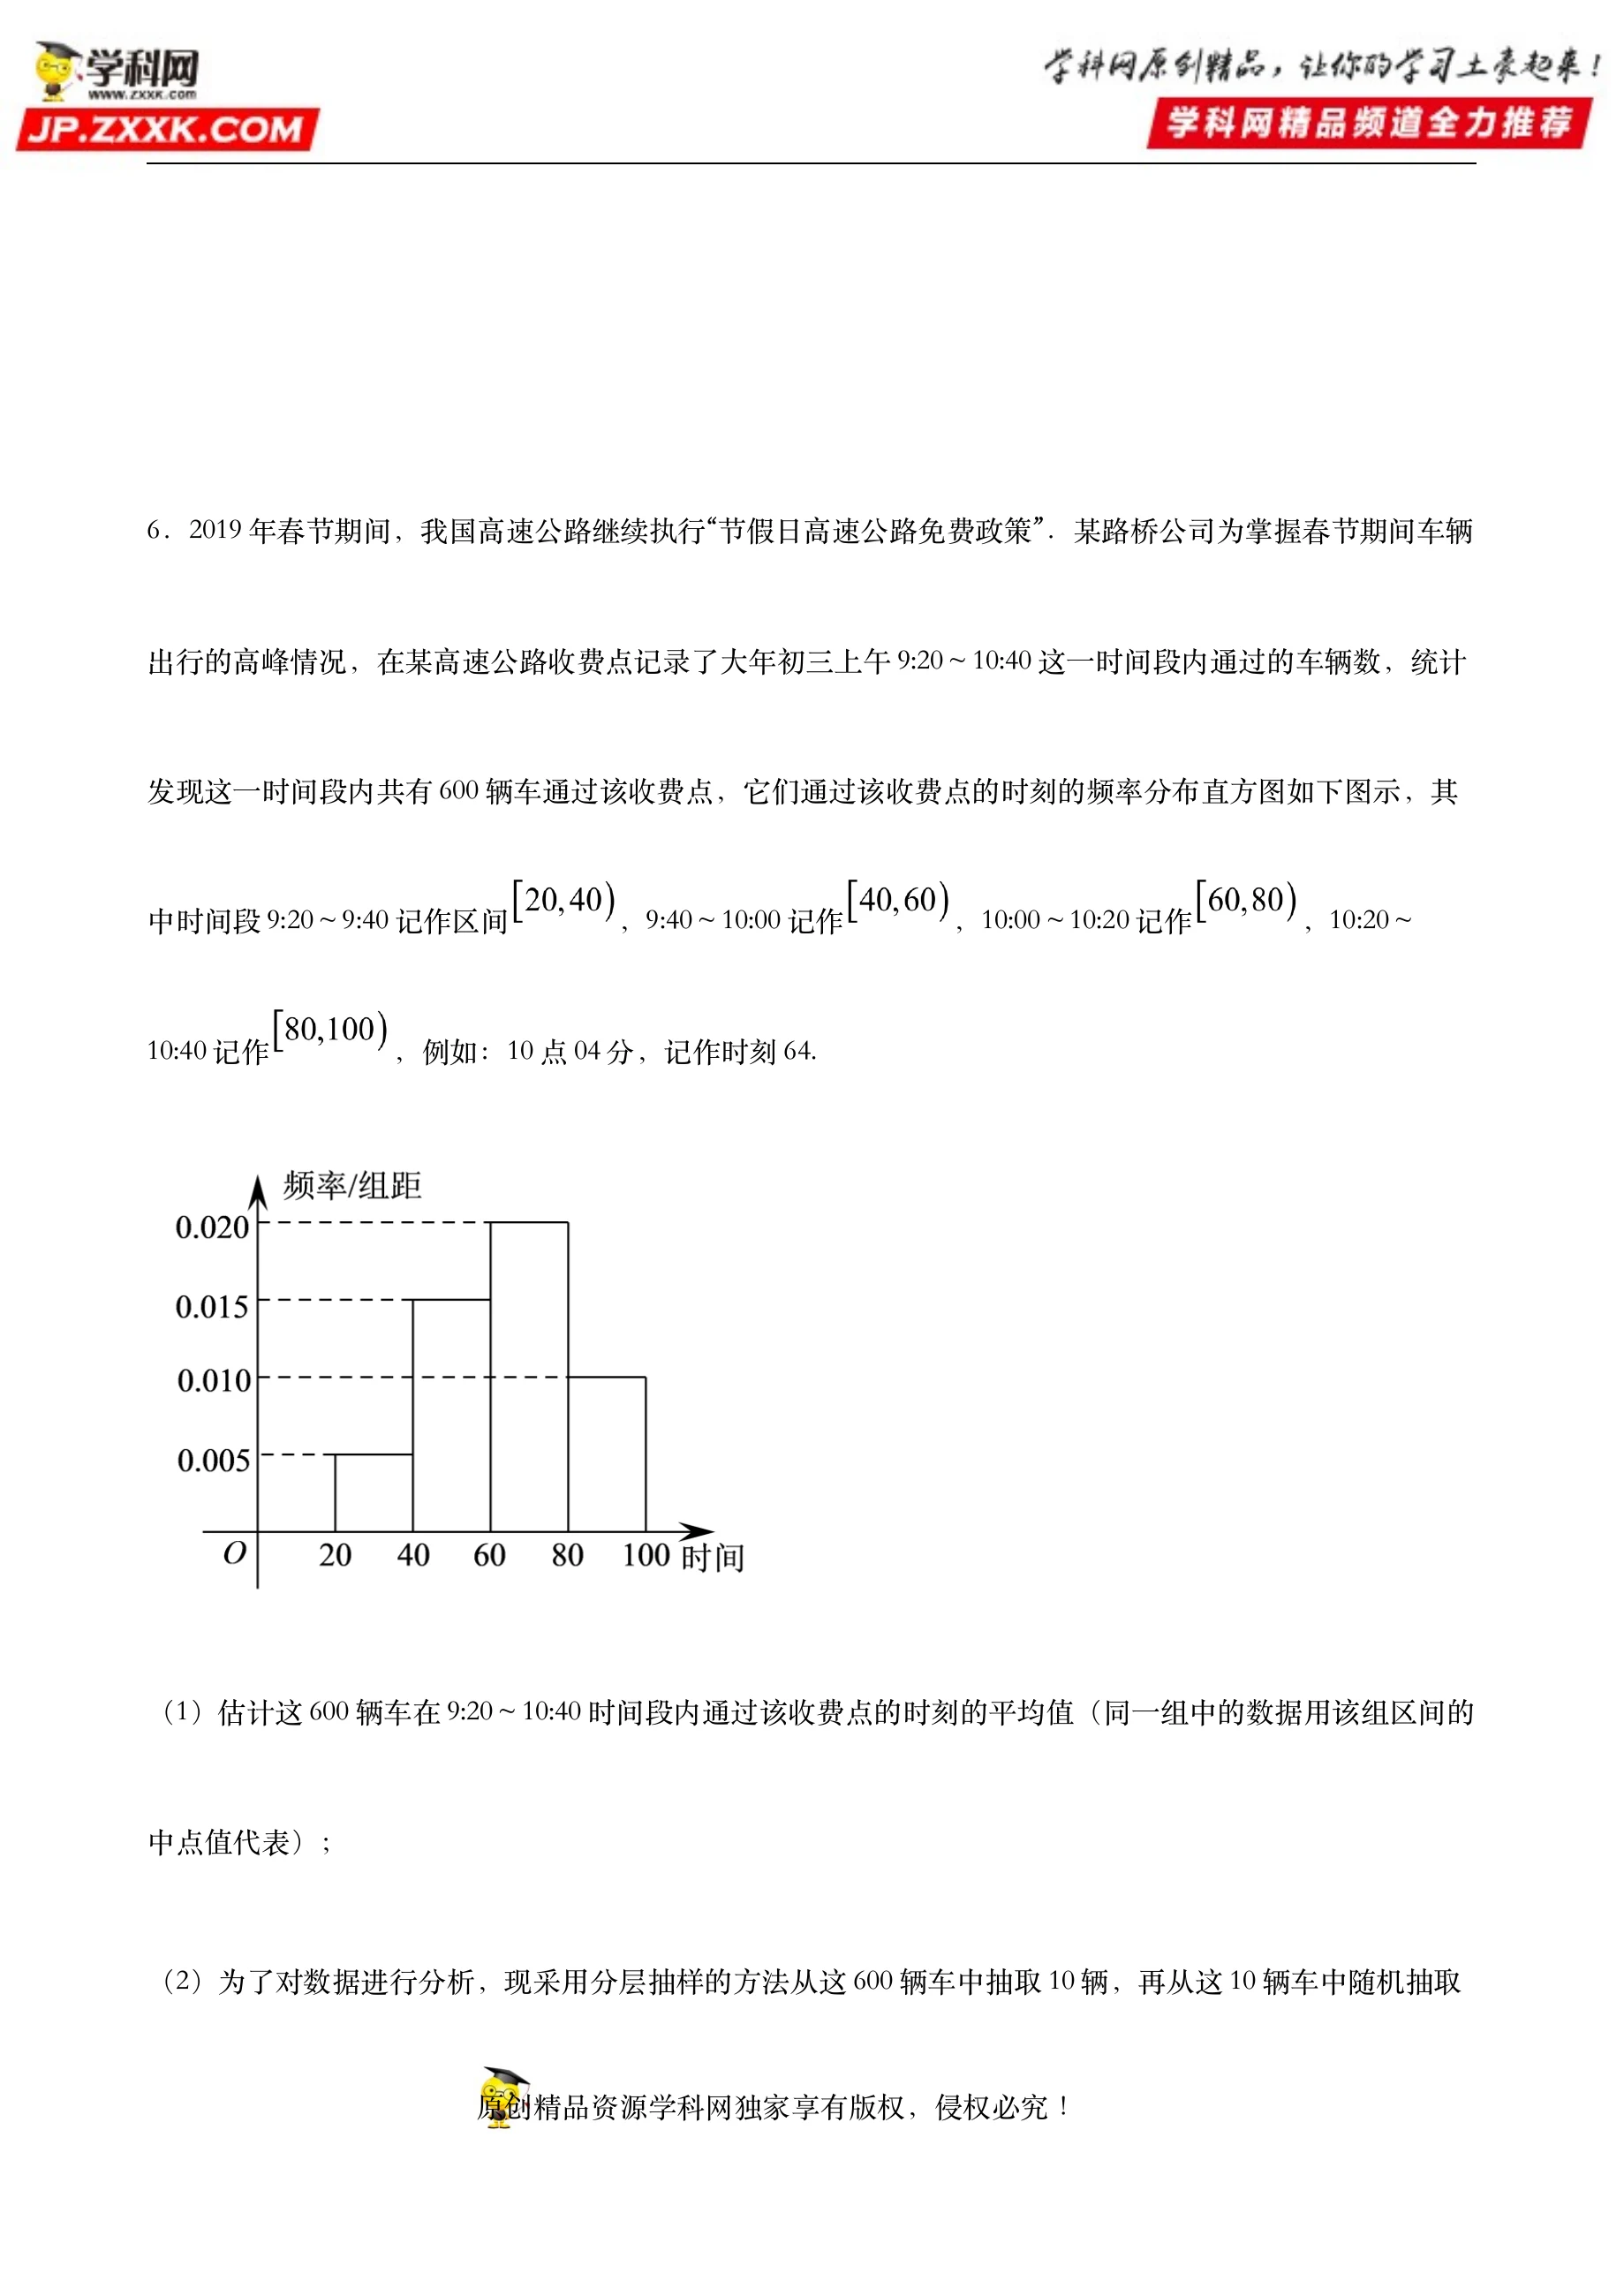 学科网
www.zxxk.com
JP.ZXXK.COM
学科网原创精品，让你的学习土豪起来！
学科网精品频道全力推荐
6．2019 年春节期间，我国高速公路继续执行“节假日高速公路免费政策”．某路桥公司为掌握春节期间车辆
出行的高峰情况，在某高速公路收费点记录了大年初三上午 9:20 ~ 10:40 这一时间段内通过的车辆数，统计
发现这一时间段内共有 600 辆车通过该收费点，它们通过该收费点的时刻的频率分布直方图如下图示，其
中时间段 9:20 ~ 9:40 记作区间[20,40)，9:40 ~ 10:00 记作[40,60)，10:00 ~ 10:20 记作[60,80)，10:20 ~
10:40 记作[80,100)，例如：10 点 04 分，记作时刻 64.
频率/组距
0.020
0.015
0.010
0.005
O 20 40 60 80 100 时间
（1）估计这 600 辆车在 9:20 ~ 10:40 时间段内通过该收费点的时刻的平均值（同一组中的数据用该组区间的
中点值代表）；
（2）为了对数据进行分析，现采用分层抽样的方法从这 600 辆车中抽取 10 辆，再从这 10 辆车中随机抽取
原创精品资源学科网独家享有版权，侵权必究！